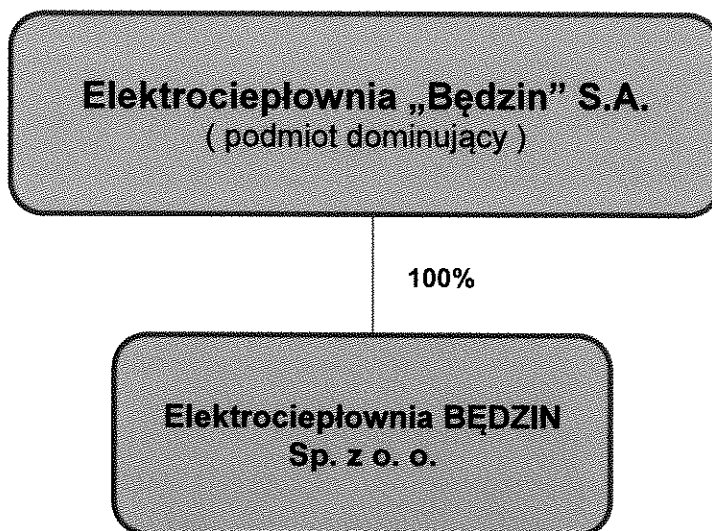 Elektrociepłownia „Będzin” S.A.
( podmiot dominujący )
100%
Elektrociepłownia BĘDZIN
Sp. z o. o.